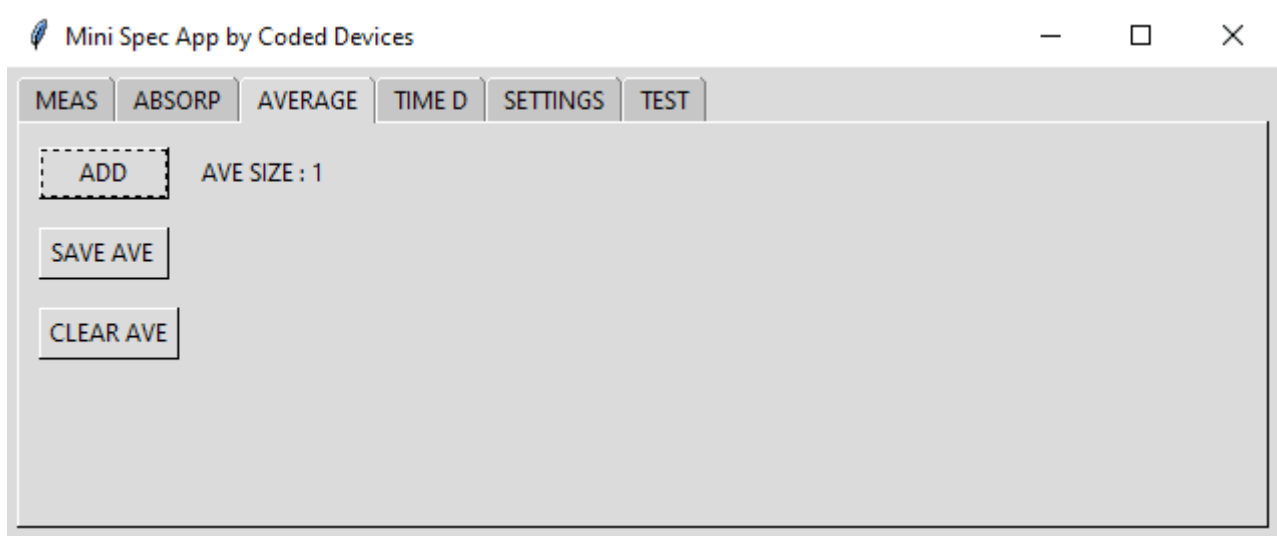 Mini Spec App by Coded Devices
MEAS ABSORP AVERAGE TIME D SETTINGS TEST
ADD AVE SIZE : 1
SAVE AVE
CLEAR AVE